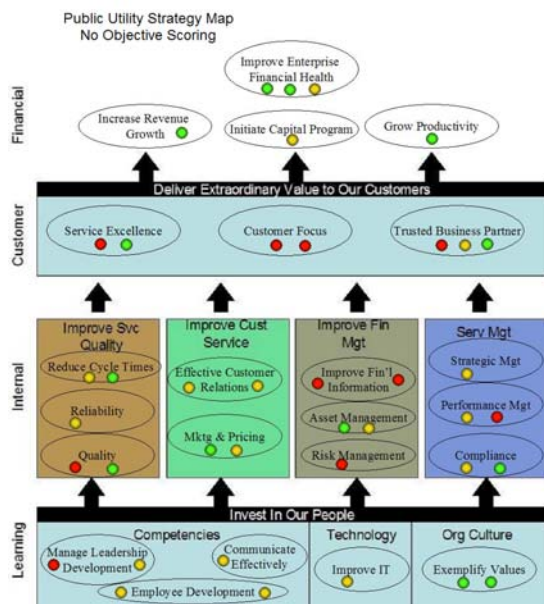 Public Utility Strategy Map
No Objective Scoring
Financial
Improve Enterprise
Financial Health
Increase Revenue
Growth
Initiate Capital Program
Grow Productivity
Deliver Extraordinary Value to Our Customers
Customer
Service Excellence
Customer Focus
Trusted Business Partner
Internal
Improve Svc
Quality
Reduce Cycle Times
Reliability
Quality
Improve Cust
Service
Effective Customer
Relations
Mktg & Pricing
Improve Fin
Mgt
Improve Fin'l
Information
Asset Management
Risk Management
Serv Mgt
Strategic Mgt
Performance Mgt
Compliance
Invest In Our People
Learning
Competencies
Manage Leadership
Development
Communicate
Effectively
Employee Development
Technology
Improve IT
Org Culture
Exemplify Values